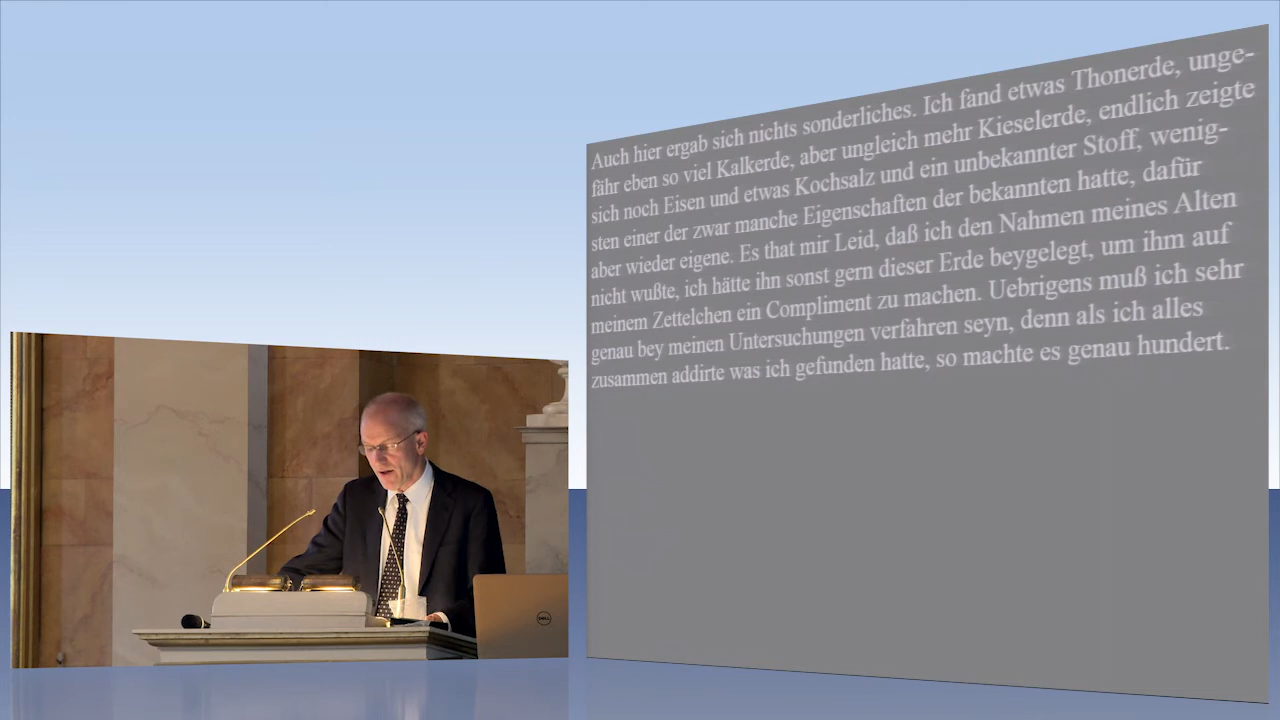 Auch hier ergab sich nichts sonderliches. Ich fand etwas Thonerde, unge-
fähr eben so viel Kalkerde, aber ungleich mehr Kieselerde, endlich zeigte
sich noch Eisen und etwas Kochsalz und ein unbekannter Stoff, wenig-
sten einer der zwar manche Eigenschaften der bekannten hatte, dafür
aber wieder eigene. Es that mir Leid, daß ich den Nahmen meines Alten
nicht wußte, ich hätte ihn sonst gern dieser Erde beygelegt, um ihm auf
meinem Zettelchen ein Compliment zu machen. Uebrigens muß ich sehr
genau bey meinen Untersuchungen verfahren seyn, denn als ich alles
zusammen addirte was ich gefunden hatte, so machte es genau hundert.
DELL